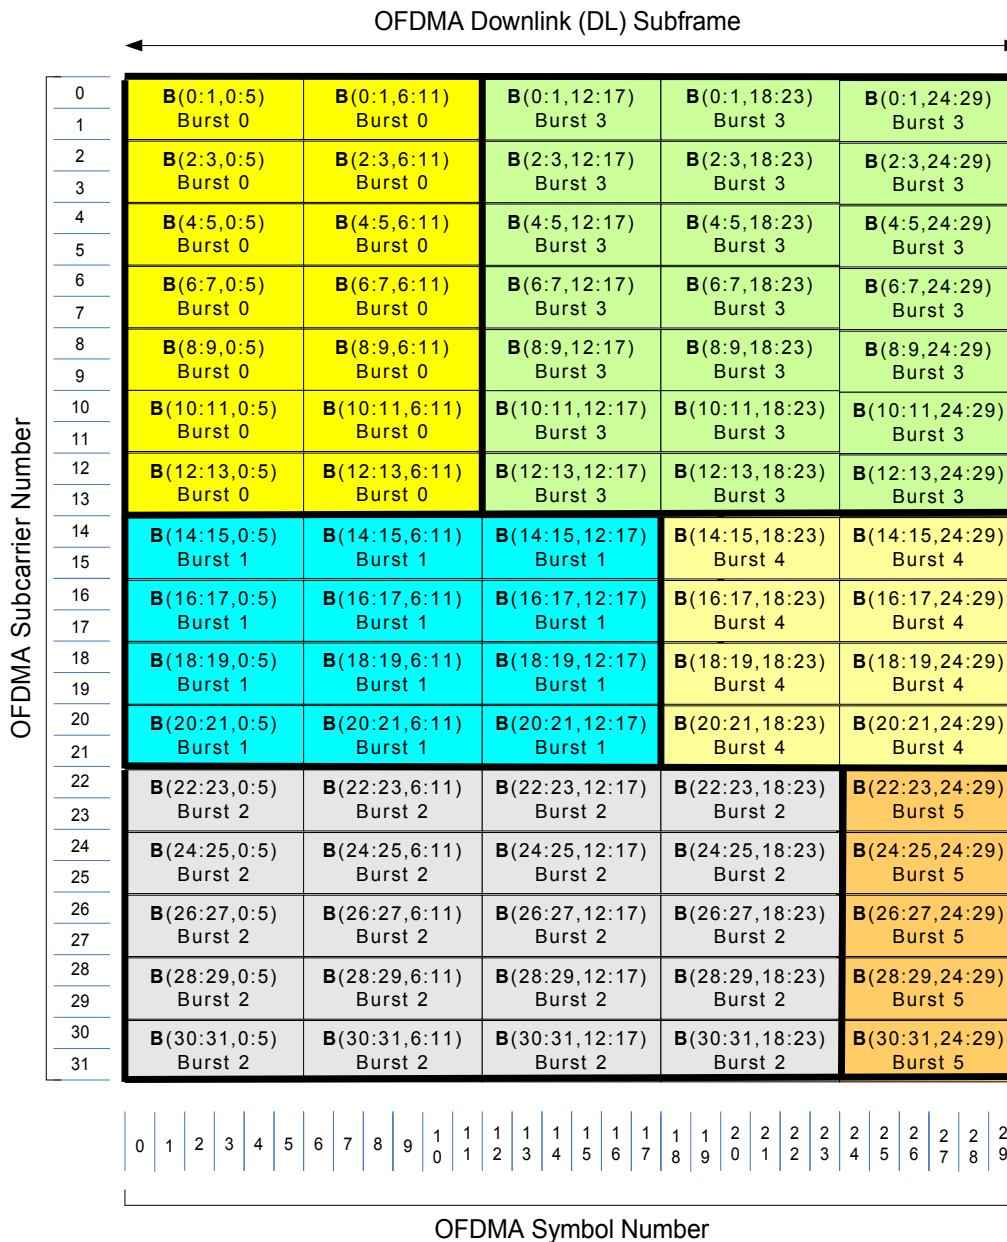 OFDMA Downlink (DL) Subframe
OFDMA Subcarrier Number
0 B(0:1,0:5) B(0:1,6:11) B(0:1,12:17) B(0:1,18:23) B(0:1,24:29)
1 Burst 0 Burst 0 Burst 3 Burst 3 Burst 3
2 B(2:3,0:5) B(2:3,6:11) B(2:3,12:17) B(2:3,18:23) B(2:3,24:29)
3 Burst 0 Burst 0 Burst 3 Burst 3 Burst 3
4 B(4:5,0:5) B(4:5,6:11) B(4:5,12:17) B(4:5,18:23) B(4:5,24:29)
5 Burst 0 Burst 0 Burst 3 Burst 3 Burst 3
6 B(6:7,0:5) B(6:7,6:11) B(6:7,12:17) B(6:7,18:23) B(6:7,24:29)
7 Burst 0 Burst 0 Burst 3 Burst 3 Burst 3
8 B(8:9,0:5) B(8:9,6:11) B(8:9,12:17) B(8:9,18:23) B(8:9,24:29)
9 Burst 0 Burst 0 Burst 3 Burst 3 Burst 3
10 B(10:11,0:5) B(10:11,6:11) B(10:11,12:17) B(10:11,18:23) B(10:11,24:29)
11 Burst 0 Burst 0 Burst 3 Burst 3 Burst 3
12 B(12:13,0:5) B(12:13,6:11) B(12:13,12:17) B(12:13,18:23) B(12:13,24:29)
13 Burst 0 Burst 0 Burst 3 Burst 3 Burst 3
14 B(14:15,0:5) B(14:15,6:11) B(14:15,12:17) B(14:15,18:23) B(14:15,24:29)
15 Burst 1 Burst 1 Burst 1 Burst 4 Burst 4
16 B(16:17,0:5) B(16:17,6:11) B(16:17,12:17) B(16:17,18:23) B(16:17,24:29)
17 Burst 1 Burst 1 Burst 1 Burst 4 Burst 4
18 B(18:19,0:5) B(18:19,6:11) B(18:19,12:17) B(18:19,18:23) B(18:19,24:29)
19 Burst 1 Burst 1 Burst 1 Burst 4 Burst 4
20 B(20:21,0:5) B(20:21,6:11) B(20:21,12:17) B(20:21,18:23) B(20:21,24:29)
21 Burst 1 Burst 1 Burst 1 Burst 4 Burst 4
22 B(22:23,0:5) B(22:23,6:11) B(22:23,12:17) B(22:23,18:23) B(22:23,24:29)
23 Burst 2 Burst 2 Burst 2 Burst 2 Burst 5
24 B(24:25,0:5) B(24:25,6:11) B(24:25,12:17) B(24:25,18:23) B(24:25,24:29)
25 Burst 2 Burst 2 Burst 2 Burst 2 Burst 5
26 B(26:27,0:5) B(26:27,6:11) B(26:27,12:17) B(26:27,18:23) B(26:27,24:29)
27 Burst 2 Burst 2 Burst 2 Burst 2 Burst 5
28 B(28:29,0:5) B(28:29,6:11) B(28:29,12:17) B(28:29,18:23) B(28:29,24:29)
29 Burst 2 Burst 2 Burst 2 Burst 2 Burst 5
30 B(30:31,0:5) B(30:31,6:11) B(30:31,12:17) B(30:31,18:23) B(30:31,24:29)
31 Burst 2 Burst 2 Burst 2 Burst 2 Burst 5
0 1 2 3 4 5 6 7 8 9 10 11 12 13 14 15 16 17 18 19 20 21 22 23 24 25 26 27 28 29
OFDMA Symbol Number